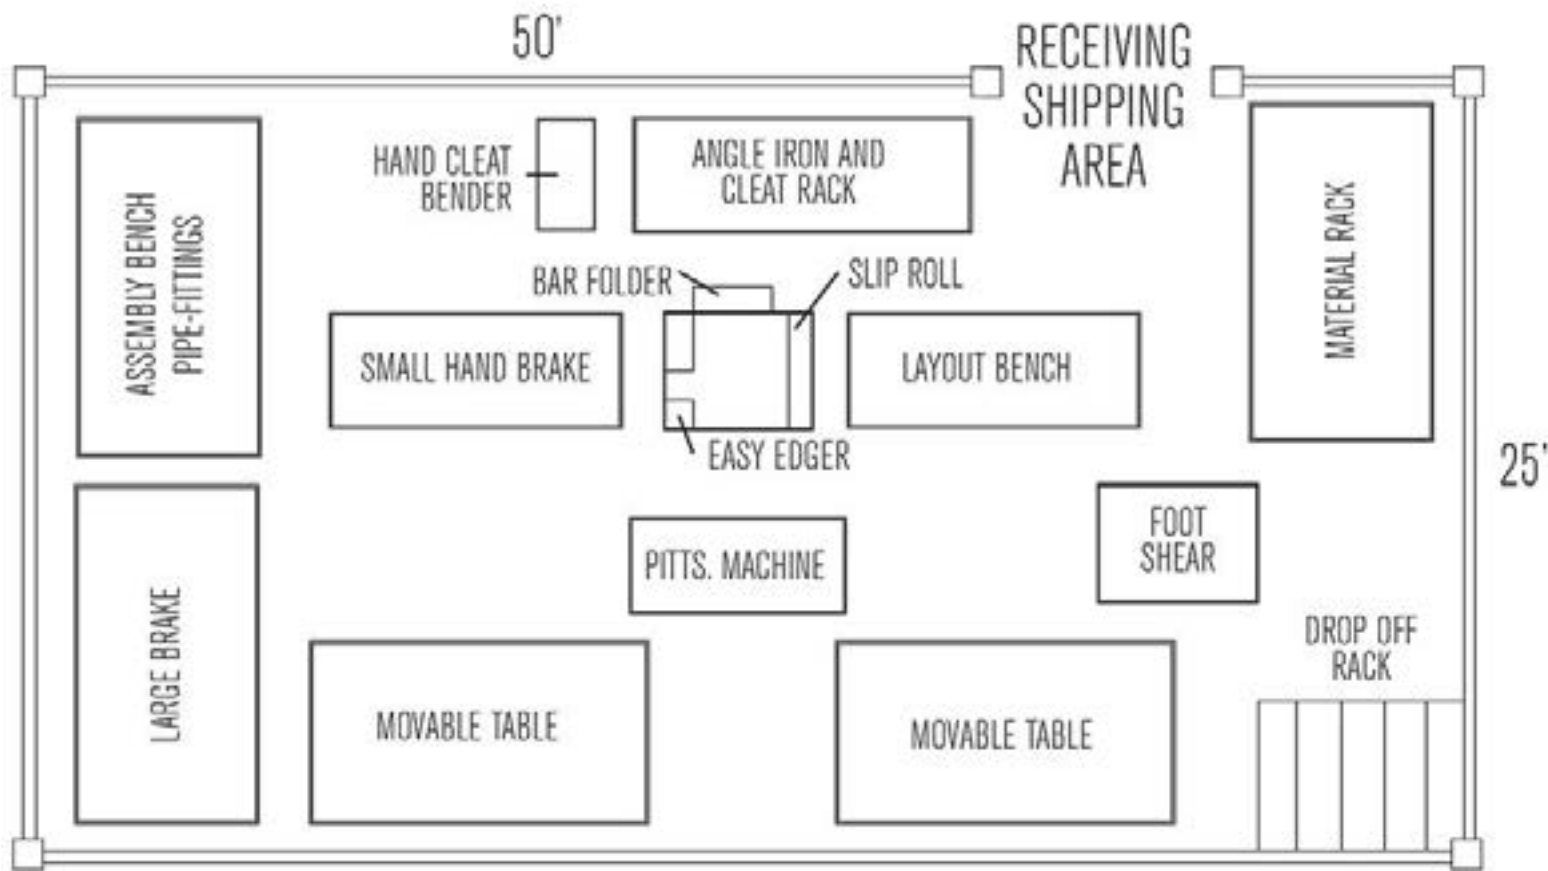 50'
RECEIVING
SHIPPING
AREA
HAND CLEAT
BENDER
ANGLE IRON AND
CLEAT RACK
ASSEMBLY BENCH
PIPE-FITTINGS
MATERIAL RACK
BAR FOLDER
SLIP ROLL
SMALL HAND BRAKE
LAYOUT BENCH
EASY EDGER
25'
FOOT
SHEAR
PITTS. MACHINE
LARGE BRAKE
DROP OFF
RACK
MOVABLE TABLE
MOVABLE TABLE